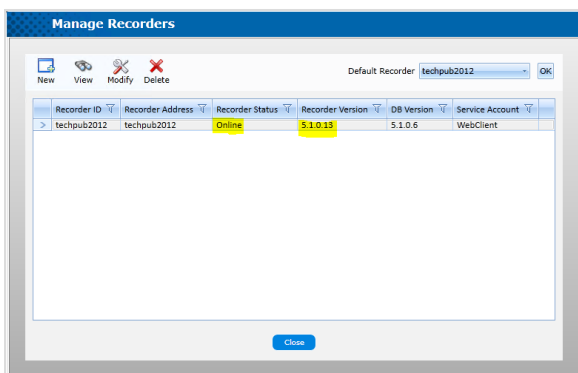 Manage Recorders
New View Modify Delete Default Recorder techpub2012 OK
Recorder ID Recorder Address Recorder Status Recorder Version DB Version Service Account
> techpub2012 techpub2012 Online 5.1.0.13 5.1.0.6 WebClient
Close